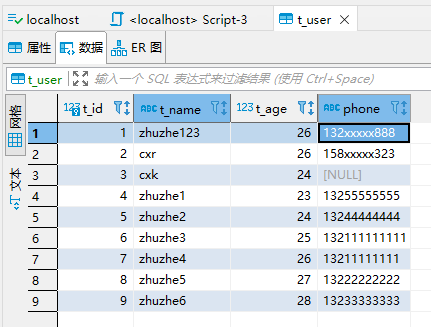 localhost <localhost> Script-3 t_user
属性 数据 ER 图
t_user 输入一个 SQL 表达式来过滤结果 (使用 Ctrl+Space)
网格
文本
123 t_id ABC t_name 123 t_age ABC phone
1 1 zhuzhe123 26 132xxxxx888
2 2 cxr 26 158xxxxx323
3 3 cxk 24 [NULL]
4 4 zhuzhe1 23 13255555555
5 5 zhuzhe2 24 13244444444
6 6 zhuzhe3 25 132111111111
7 7 zhuzhe4 26 13211111111
8 8 zhuzhe5 27 13222222222
9 9 zhuzhe6 28 13233333333